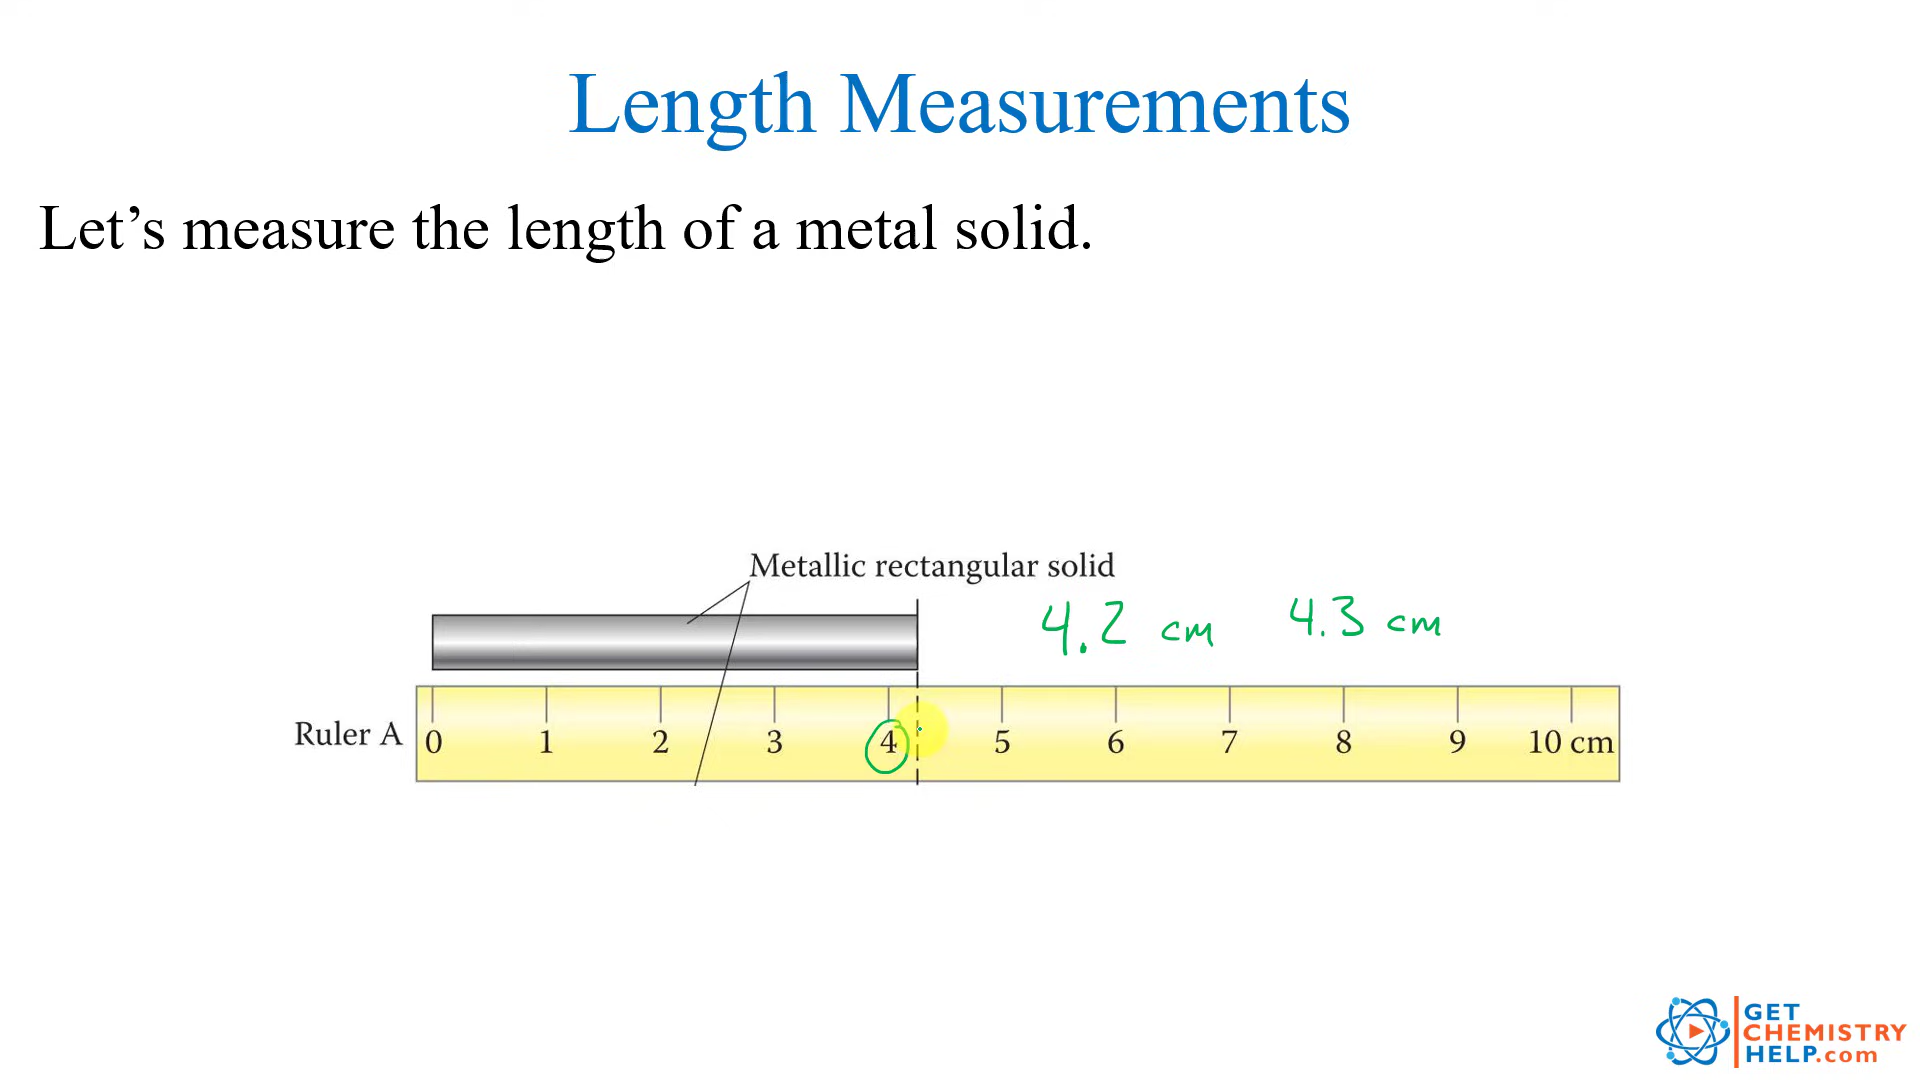 Length Measurements
Let’s measure the length of a metal solid.
Metallic rectangular solid
4.2 cm 4.3 cm
Ruler A 0 1 2 3 4 5 6 7 8 9 10 cm
GET
CHEMISTRY
HELP.com